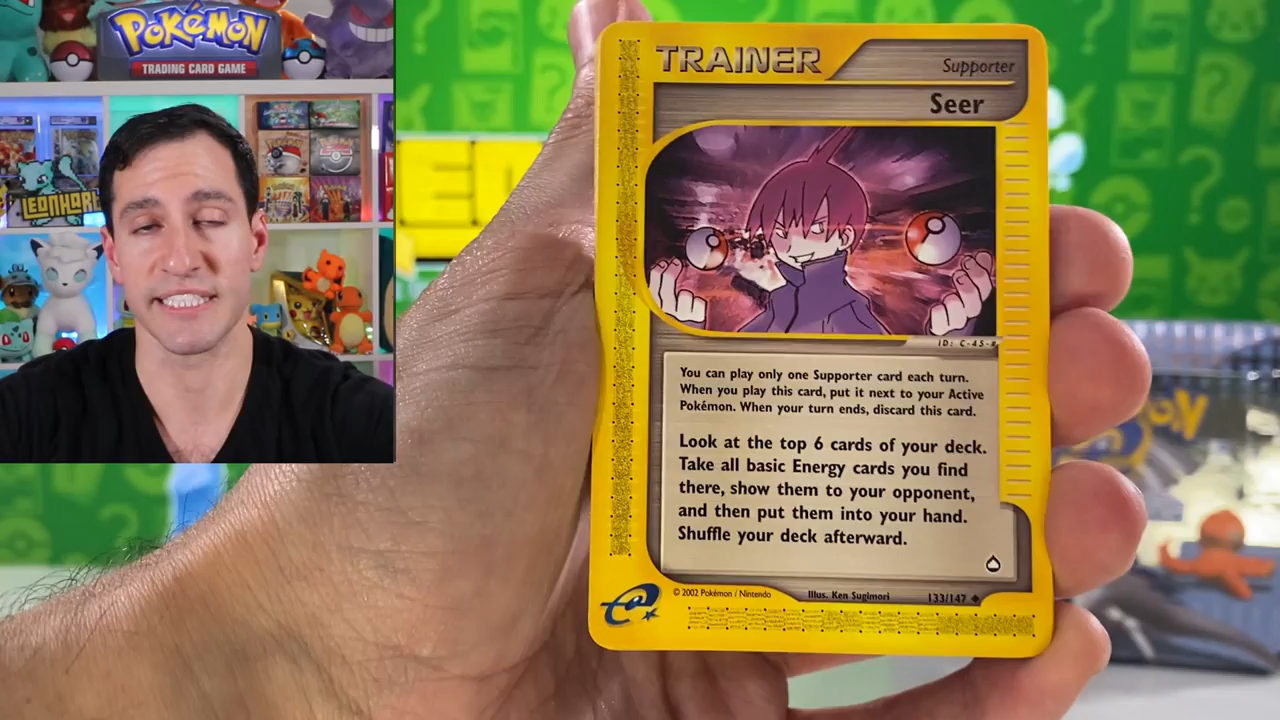 POKéMON
TRADING CARD GAME
LEONHART
TRAINER
Supporter
Seer
ID: C-45-#
You can play only one Supporter card each turn.
When you play this card, put it next to your Active
Pokémon. When your turn ends, discard this card.
Look at the top 6 cards of your deck.
Take all basic Energy cards you find
there, show them to your opponent,
and then put them into your hand.
Shuffle your deck afterward.
© 2002 Pokémon / Nintendo
Illus. Ken Sugimori
133/147